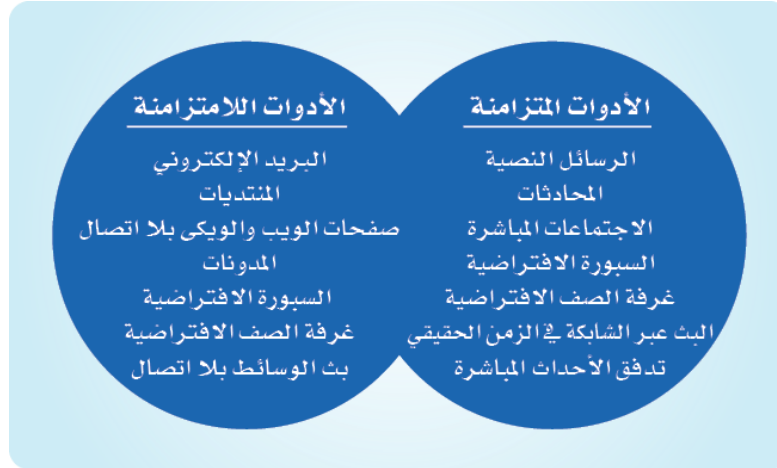 الأدوات المتزامنة
الرسائل النصية
المحادثات
الاجتماعات المباشرة
السبورة الافتراضية
غرفة الصف الافتراضية
البث عبر الشابكة في الزمن الحقيقي
تدفق الأحداث المباشرة
الأدوات اللامتزامنة
البريد الإلكتروني
المنتديات
صفحات الويب والويكى بلا اتصال
المدونات
السبورة الافتراضية
غرفة الصف الافتراضية
بث الوسائط بلا اتصال